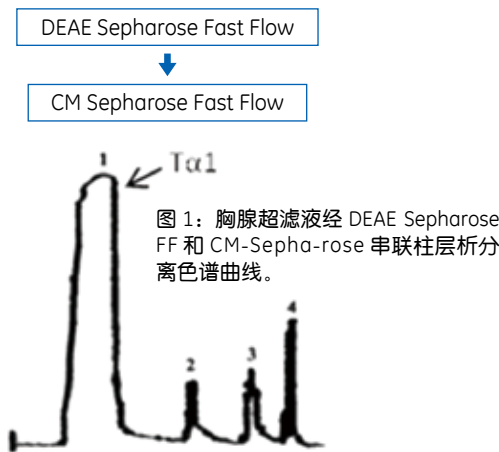 DEAE Sepharose Fast Flow
CM Sepharose Fast Flow
1
Tα1
图 1：胸腺超滤液经 DEAE Sepharose
FF 和 CM-Sepha-rose 串联柱层析分
离色谱曲线。
2
3
4